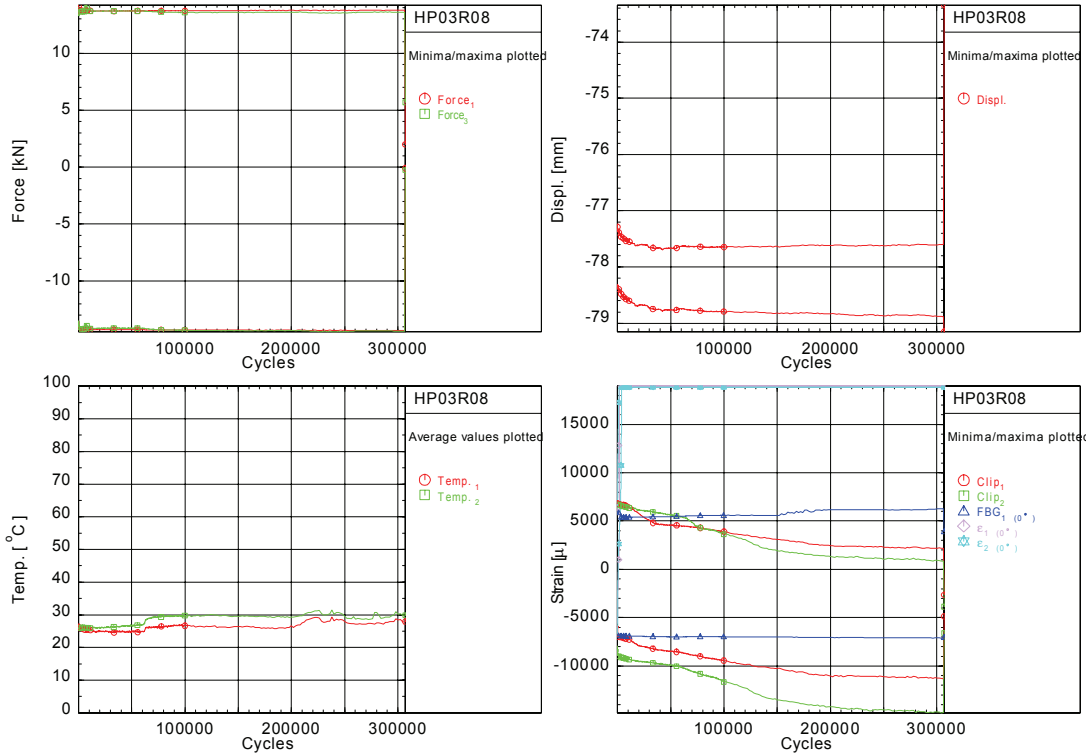 HP03R08
Minima/maxima plotted
Force1
Force3
10
5
0
−5
−10
Force [kN]
100000 200000 300000
Cycles
HP03R08
Minima/maxima plotted
Displ.
-74
-75
-76
-77
-78
-79
Displ. [mm]
100000 200000 300000
Cycles
HP03R08
Average values plotted
Temp. 1
Temp. 2
100
90
80
70
60
50
40
30
20
10
0
Temp. [ °C ]
100000 200000 300000
Cycles
HP03R08
Minima/maxima plotted
Clip1
Clip2
FBG1 (0°)
ε1 (0°)
ε2 (0°)
15000
10000
5000
0
-5000
-10000
Strain [μ]
100000 200000 300000
Cycles